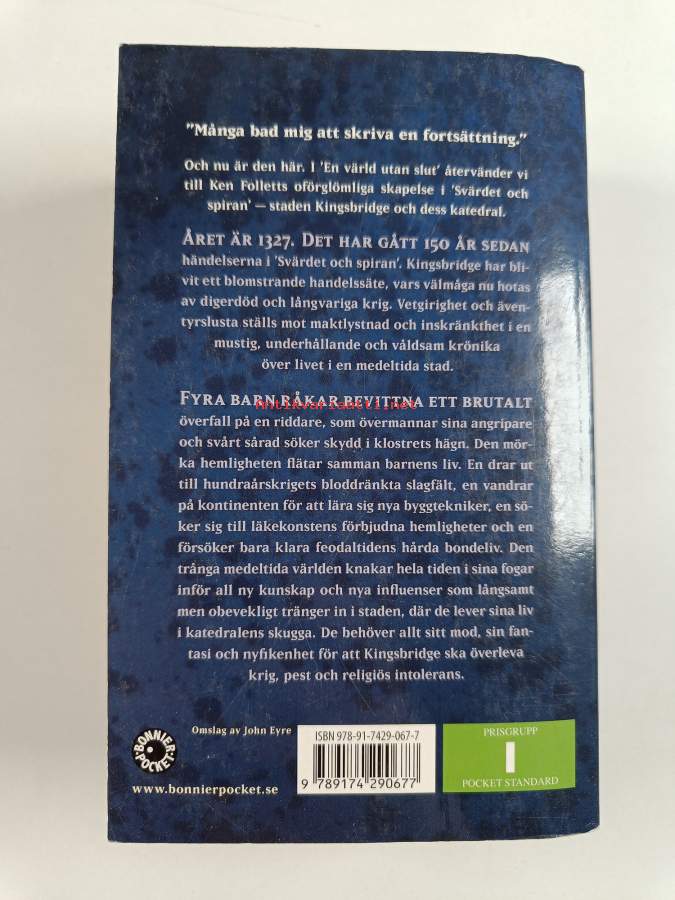 "Många bad mig att skriva en fortsättning."
Och nu är den här. I 'En värld utan slut' återvänder vi
till Ken Folletts oförglömliga skapelse i 'Svärdet och
spiran' – staden Kingsbridge och dess katedral.
Året är 1327. Det har gått 150 år sedan
händelserna i 'Svärdet och spiran'. Kingsbridge har bli-
vit ett blomstrande handelssäte, vars välmåga nu hotas
av digerdöd och långvariga krig. Vetgirighet och även-
tyrslusta ställs mot maktlystnad och inskränkthet i en
mustig, underhållande och våldsam krönika
över livet i en medeltida stad.
Fyra barn råkar bevittna ett brutalt
Antikvariaatti.net
överfall på en riddare, som övermannar sina angripare
och svårt sårad söker skydd i klostrets hägn. Den mör-
ka hemligheten flätar samman barnens liv. En drar ut
till hundraårskrigets bloddränkta slagfält, en vandrar
på kontinenten för att lära sig nya byggtekniker, en sö-
ker sig till läkekonstens förbjudna hemligheter och en
försöker bara klara feodaltidens hårda bondeliv. Den
trånga medeltida världen knakar hela tiden i sina fogar
inför all ny kunskap och nya influenser som långsamt
men obevekligt tränger in i staden, där de lever sina liv
i katedralens skugga. De behöver allt sitt mod, sin fan-
tasi och nyfikenhet för att Kingsbridge ska överleva
krig, pest och religiös intolerans.
BONNIER POCKET
www.bonnierpocket.se
Omslag av John Eyre
ISBN 978-91-7429-067-7
9 789174 290677
PRISGRUPP
I
POCKET STANDARD